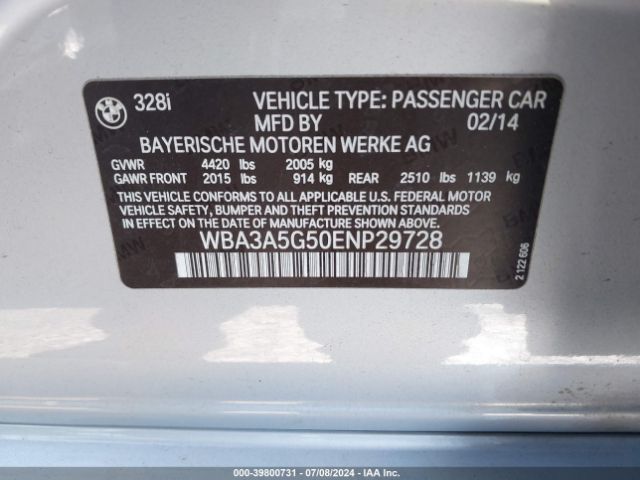 328i VEHICLE TYPE: PASSENGER CAR
MFD BY 02/14
BAYERISCHE MOTOREN WERKE AG
GVWR 4420 lbs 2005 kg
GAWR FRONT 2015 lbs 914 kg REAR 2510 lbs 1139 kg
THIS VEHICLE CONFORMS TO ALL APPLICABLE U.S. FEDERAL MOTOR
VEHICLE SAFETY, BUMPER AND THEFT PREVENTION STANDARDS IN
EFFECT ON THE DATE OF MANUFACTURE SHOWN ABOVE.
WBA3A5G50ENP29728
2 122 606
000-39800731 - 07/08/2024 - IAA Inc.